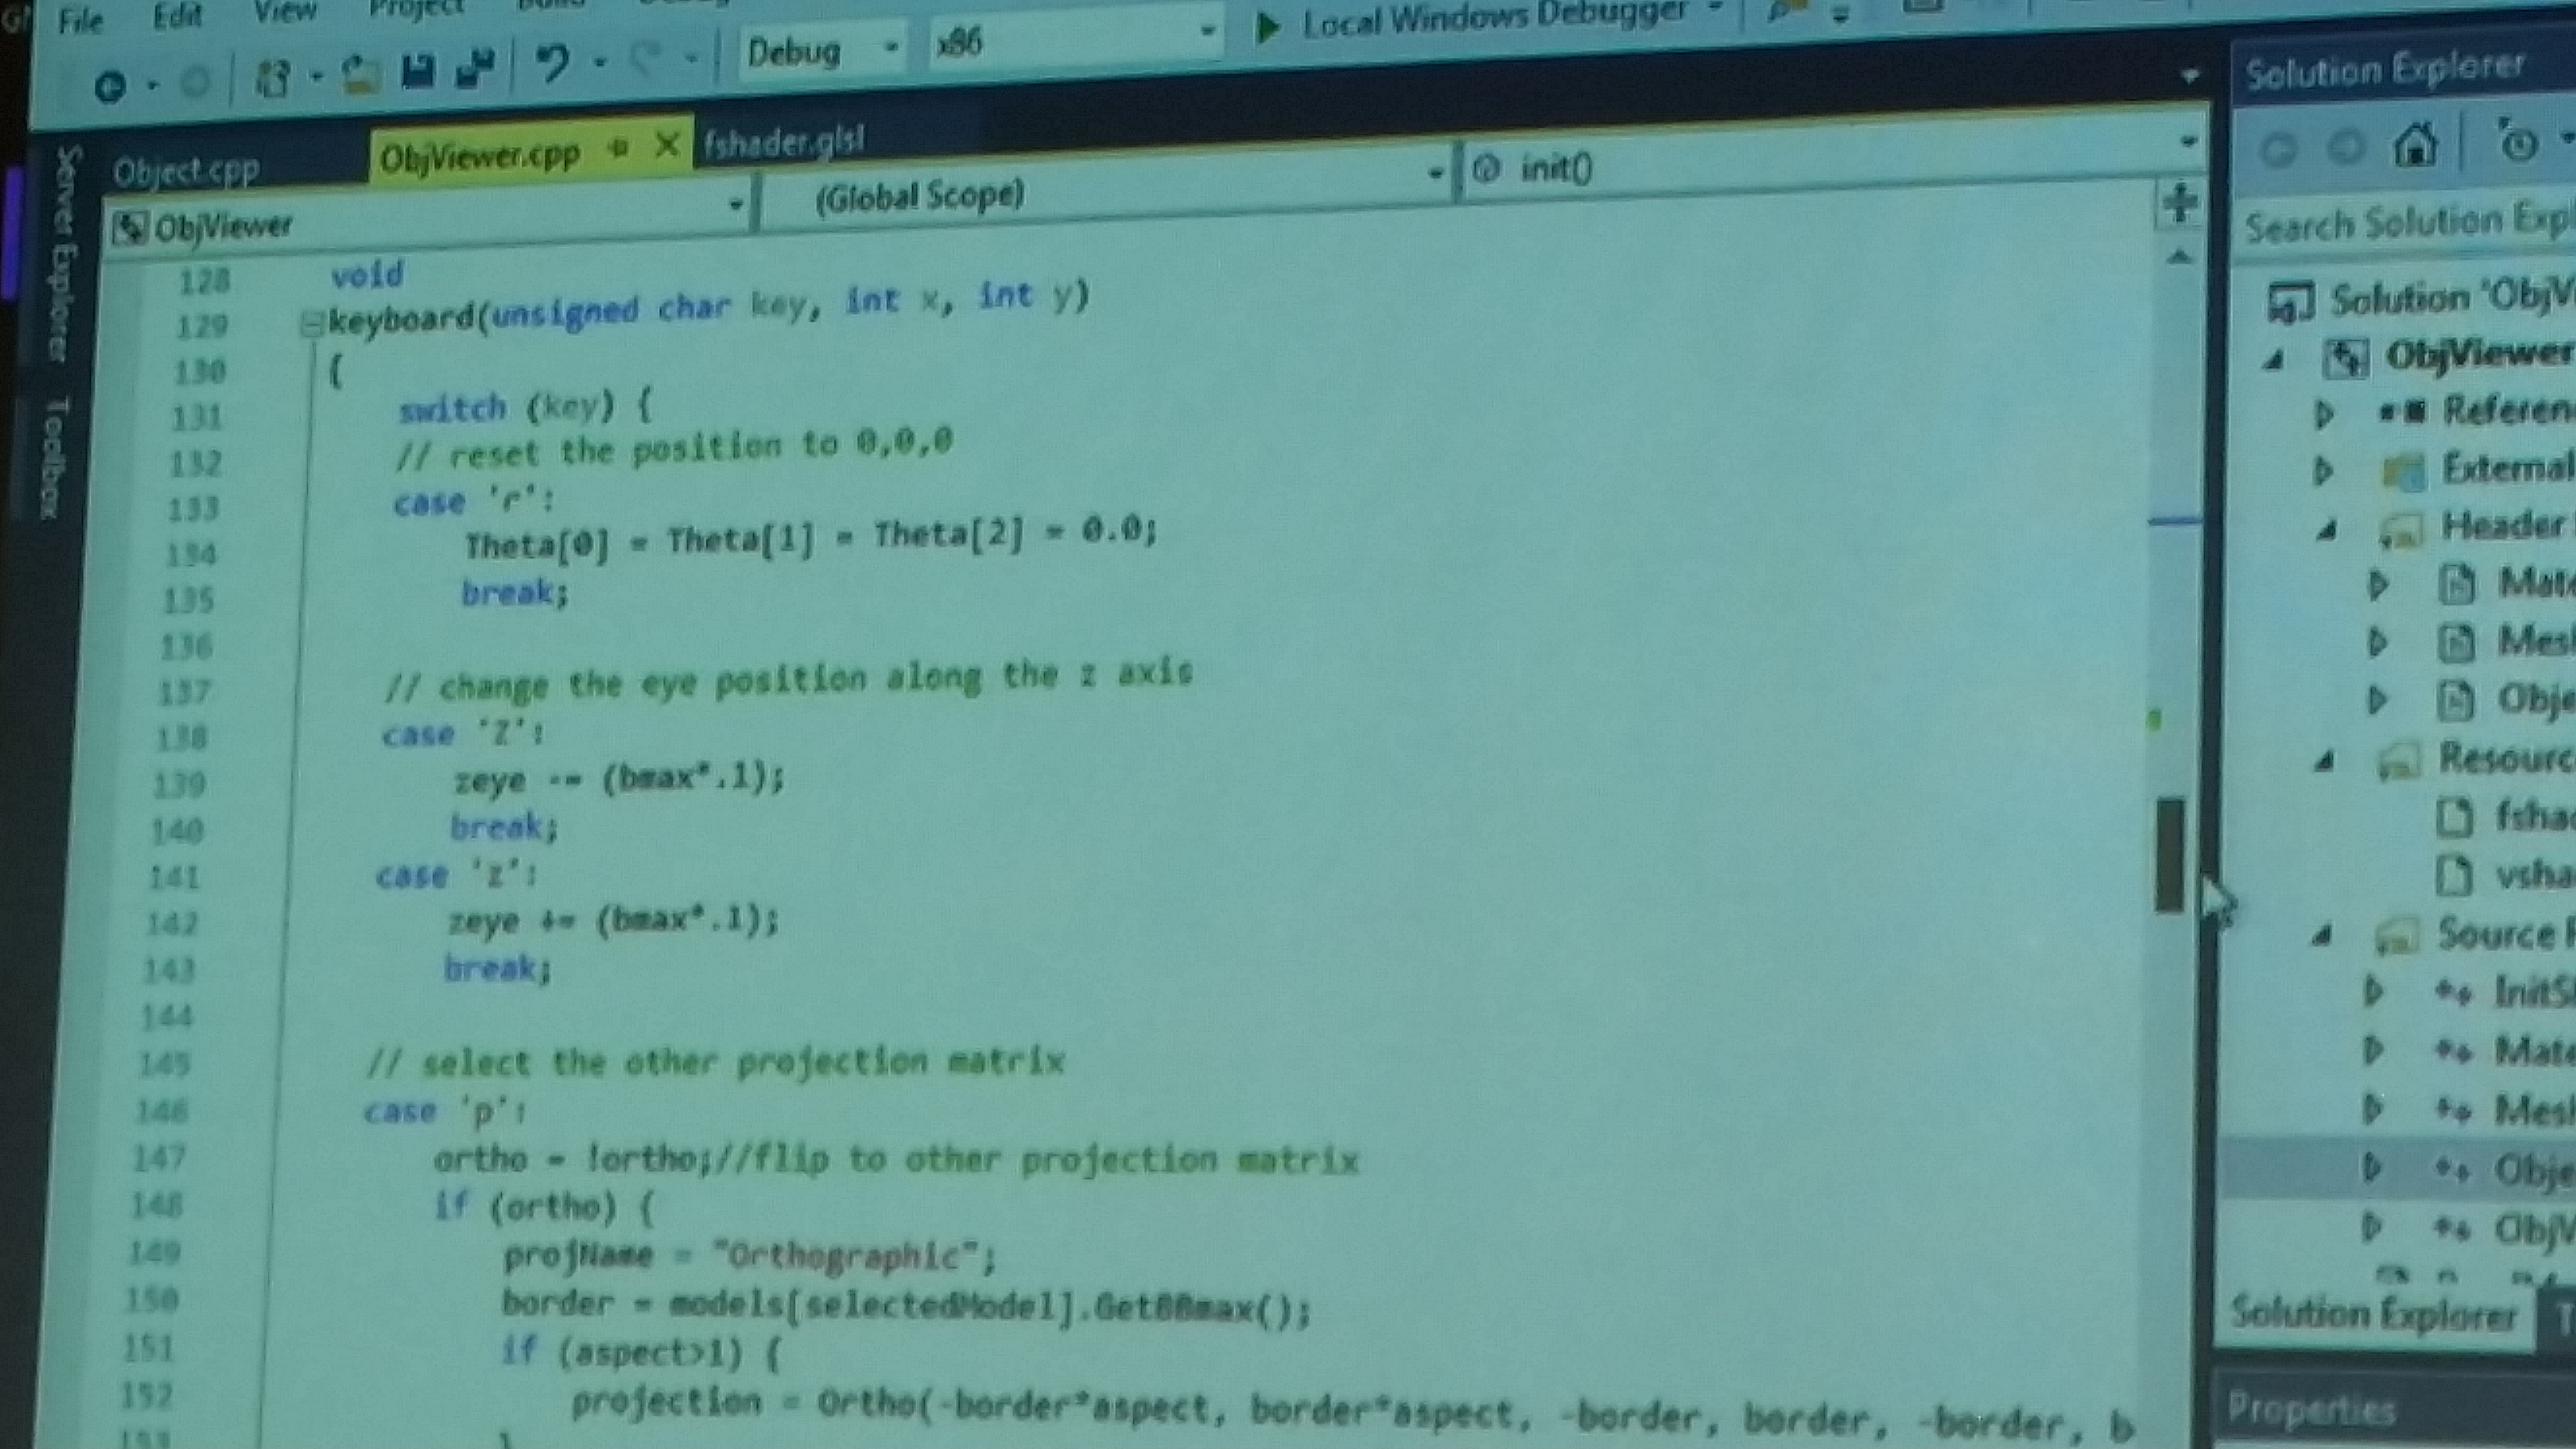 File Edit View Project
Debug x86 Local Windows Debugger
Object.cpp ObjViewer.cpp fshader.glsl
ObjViewer (Global Scope) init()
Server Explorer
Toolbox
128 void
129 keyboard(unsigned char key, int x, int y)
130 {
131 switch (key) {
132 // reset the position to 0,0,0
133 case 'r':
134 Theta[0] = Theta[1] = Theta[2] = 0.0;
135 break;
136
137 // change the eye position along the z axis
138 case 'Z':
139 zeye -= (bmax*.1);
140 break;
141 case 'z':
142 zeye += (bmax*.1);
143 break;
144
145 // select the other projection matrix
146 case 'p':
147 ortho = !ortho;//flip to other projection matrix
148 if (ortho) {
149 projName = "Orthographic";
150 border = models[selectedModel].GetBBmax();
151 if (aspect>1) {
152 projection = Ortho(-border*aspect, border*aspect, -border, border, -border, b
153 }
Solution Explorer
Search Solution Exp
Solution 'ObjV
ObjViewer
Referen
External
Header
Mate
Mesh
Obje
Resourc
fshad
vsha
Source F
InitS
Mate
Mesh
Obje
ObjV
Solution Explorer T
Properties